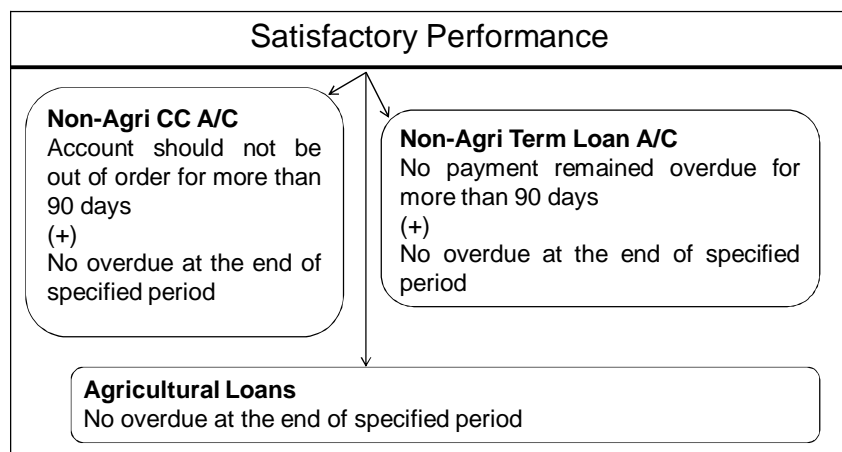 Satisfactory Performance
Non-Agri CC A/C
Account should not be
out of order for more than
90 days
(+)
No overdue at the end of
specified period
Non-Agri Term Loan A/C
No payment remained overdue for
more than 90 days
(+)
No overdue at the end of specified
period
Agricultural Loans
No overdue at the end of specified period